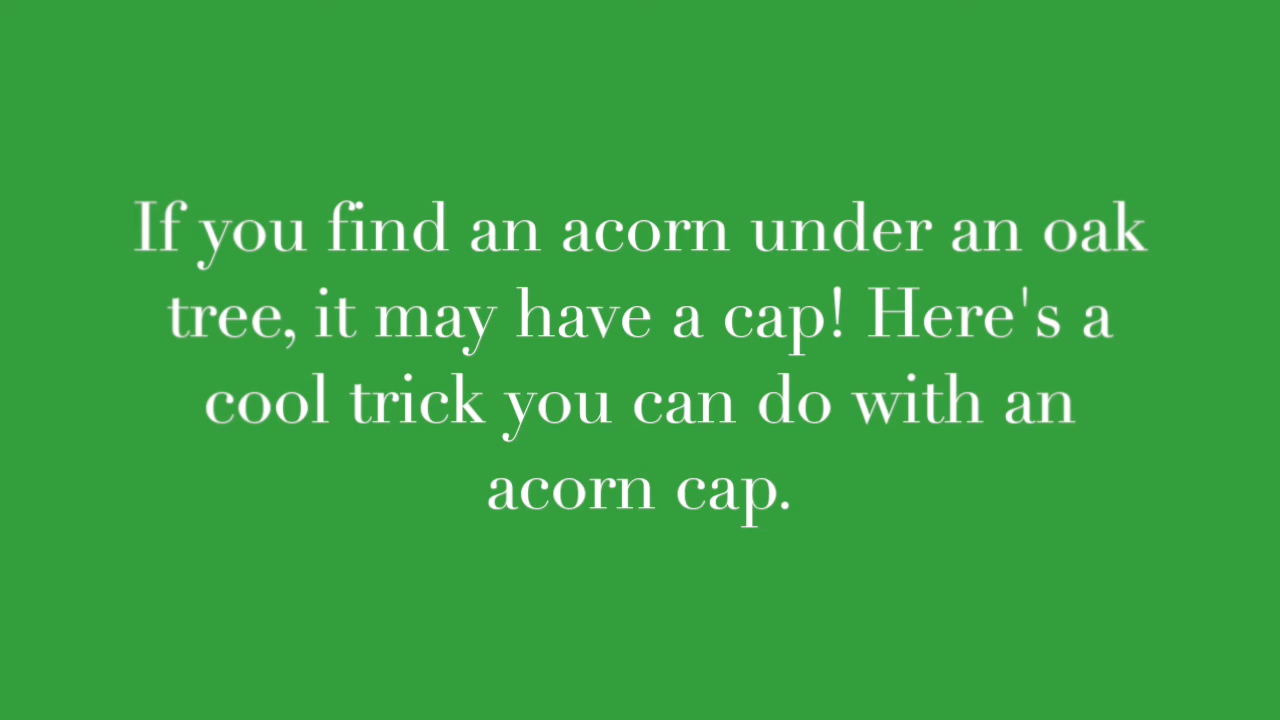 If you find an acorn under an oak
tree, it may have a cap! Here's a
cool trick you can do with an
acorn cap.